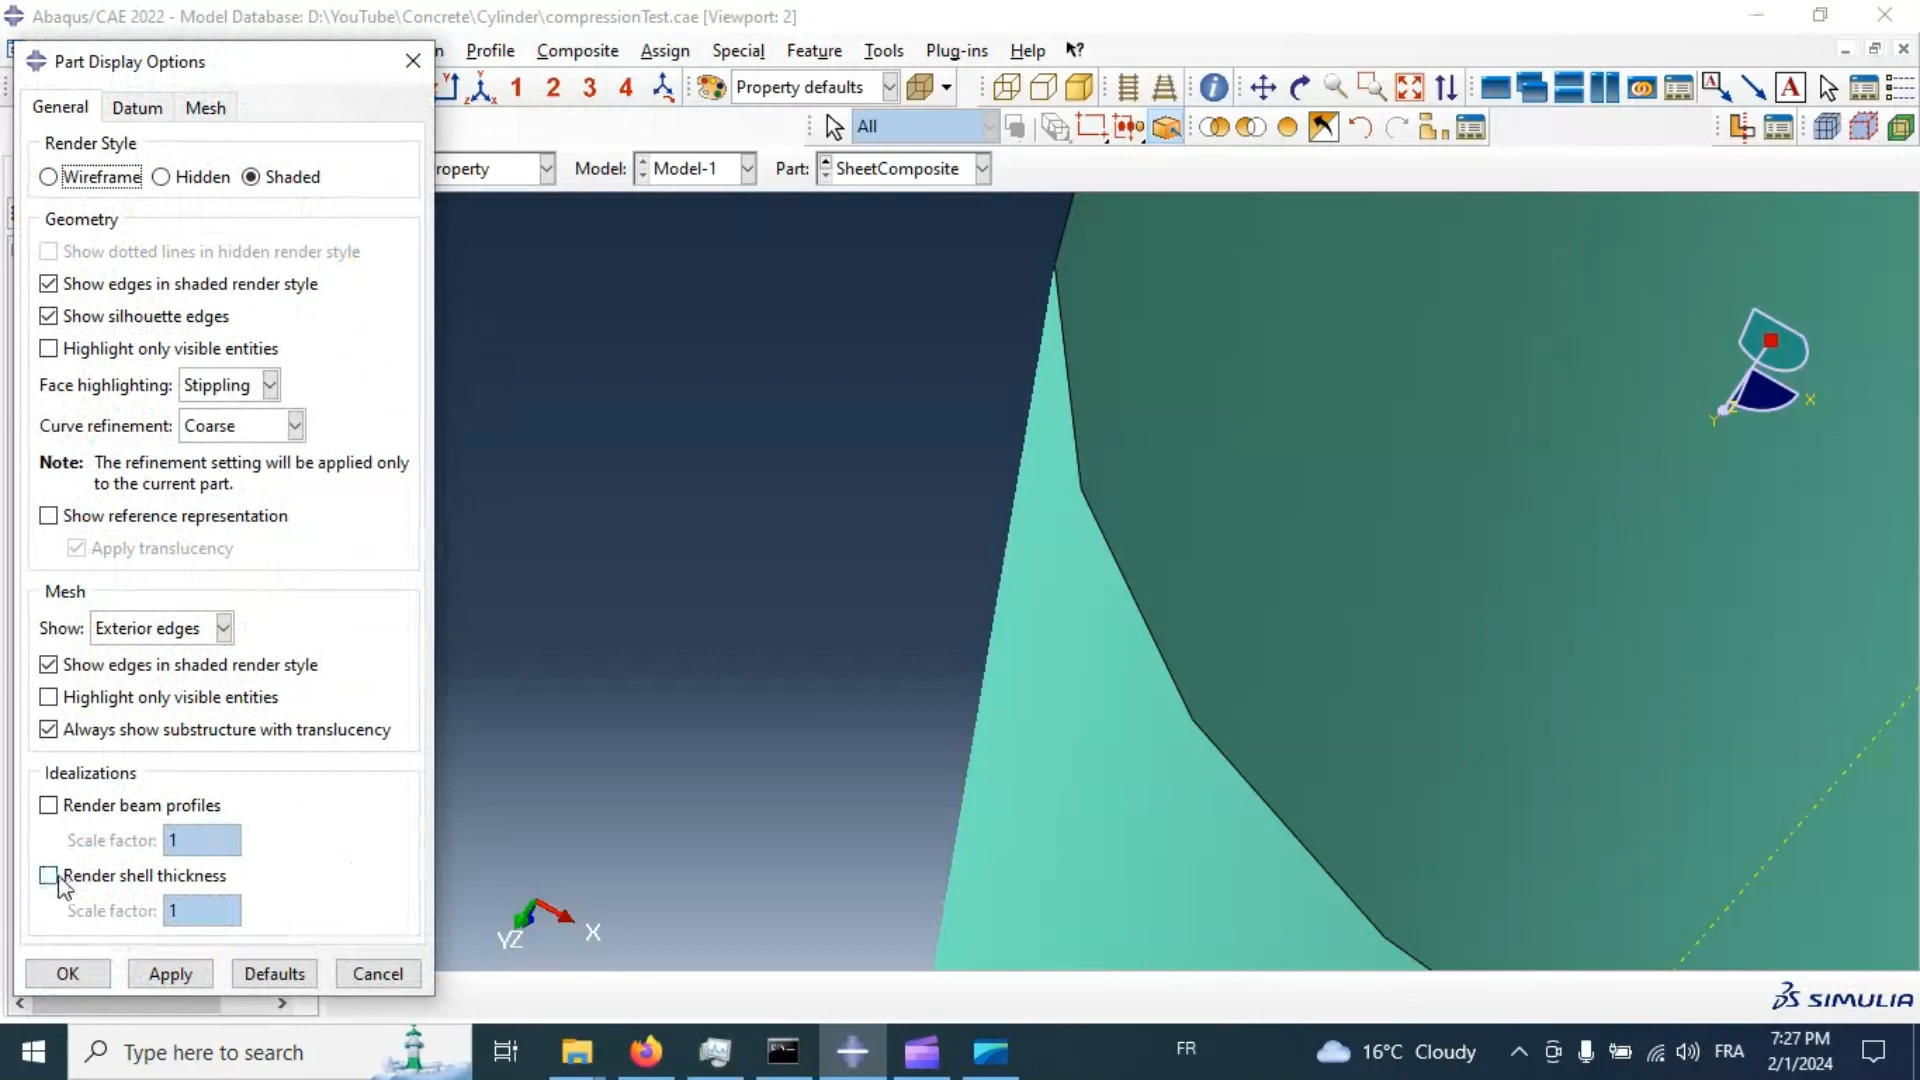 Abaqus/CAE 2022 - Model Database: D:\YouTube\Concrete\Cylinder\compressionTest.cae [Viewport: 2]
Part Display Options
n Profile Composite Assign Special Feature Tools Plug-ins Help
General Datum Mesh
1 2 3 4 Property defaults
All
Render Style
Wireframe Hidden Shaded
roperty Model: Model-1 Part: SheetComposite
Geometry
Show dotted lines in hidden render style
Show edges in shaded render style
Show silhouette edges
Highlight only visible entities
Face highlighting: Stippling
Curve refinement: Coarse
Note: The refinement setting will be applied only
to the current part.
Show reference representation
Apply translucency
Mesh
Show: Exterior edges
Show edges in shaded render style
Highlight only visible entities
Always show substructure with translucency
Idealizations
Render beam profiles
Scale factor: 1
Render shell thickness
Scale factor: 1
OK Apply Defaults Cancel
X
Y
Z
X
Y
Z
SIMULIA
Type here to search
FR
16°C Cloudy
FRA
7:27 PM
2/1/2024